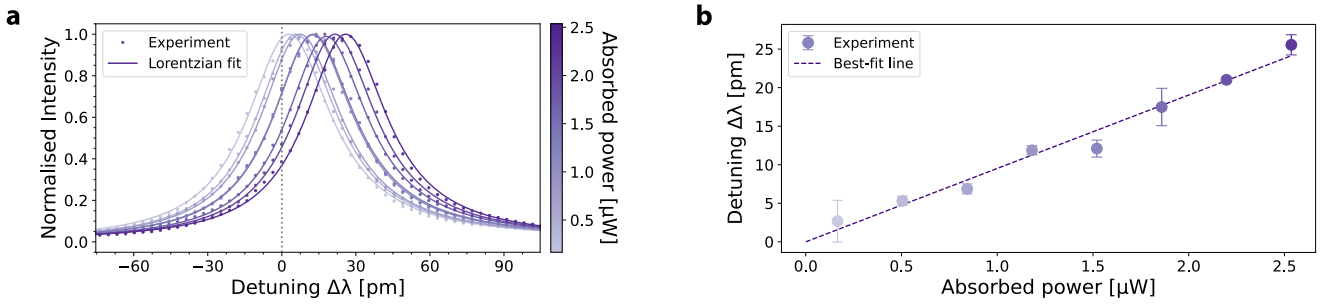 a
Normalised Intensity
1.0
0.8
0.6
0.4
0.2
0.0
Experiment
Lorentzian fit
−60
−30
0
30
60
90
Detuning Δλ [pm]
2.5
2.0
1.5
1.0
0.5
Absorbed power [μW]
b
Detuning Δλ [pm]
25
20
15
10
5
0
Experiment
Best-fit line
0.0
0.5
1.0
1.5
2.0
2.5
Absorbed power [μW]